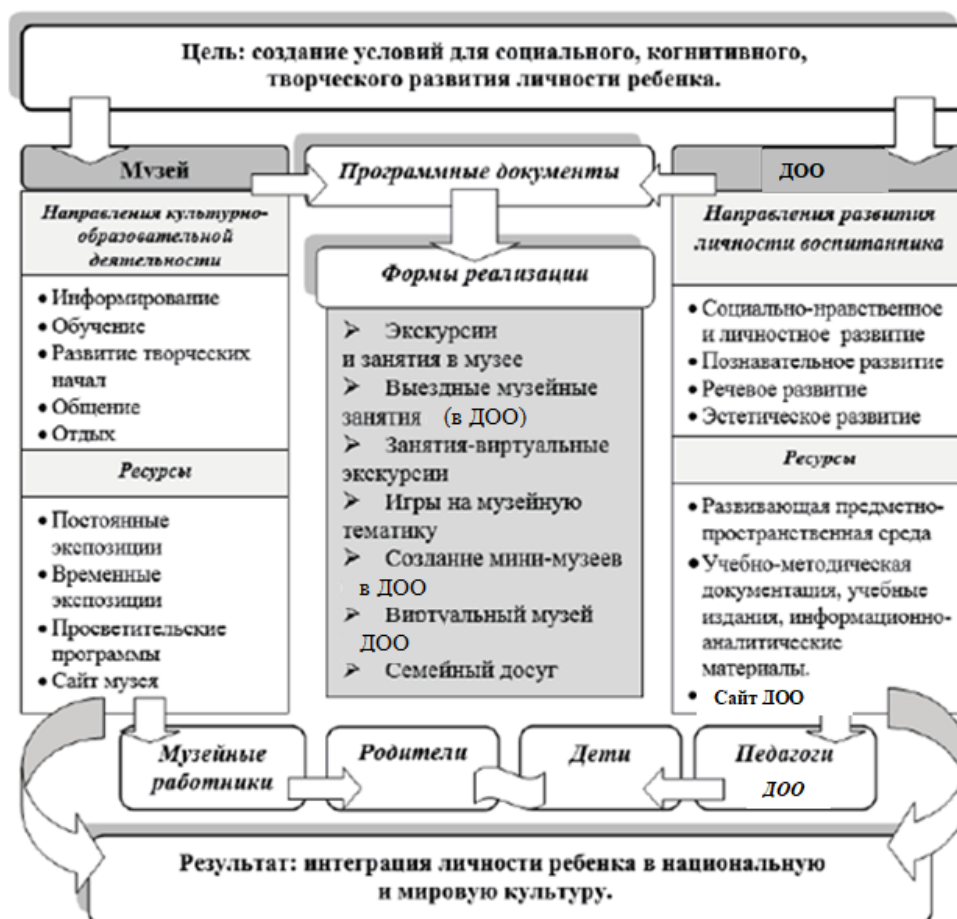 Цель: создание условий для социального, когнитивного,
творческого развития личности ребенка.
Музей
Направления культурно-
образовательной
деятельности
• Информирование
• Обучение
• Развитие творческих
начал
• Общение
• Отдых
Ресурсы
• Постоянные
экспозиции
• Временные
экспозиции
• Просветительские
программы
• Сайт музея
Программные документы
Формы реализации
➢ Экскурсии
и занятия в музее
➢ Выездные музейные
занятия (в ДОО)
➢ Занятия-виртуальные
экскурсии
➢ Игры на музейную
тематику
➢ Создание мини-музеев
в ДОО
➢ Виртуальный музей
ДОО
➢ Семейный досуг
ДОО
Направления развития
личности воспитанника
• Социально-нравственное
и личностное развитие
• Познавательное развитие
• Речевое развитие
• Эстетическое развитие
Ресурсы
• Развивающая предметно-
пространственная среда
• Учебно-методическая
документация, учебные
издания, информационно-
аналитические
материалы.
• Сайт ДОО
Музейные
работники
Родители
Дети
Педагоги
ДОО
Результат: интеграция личности ребенка в национальную
и мировую культуру.